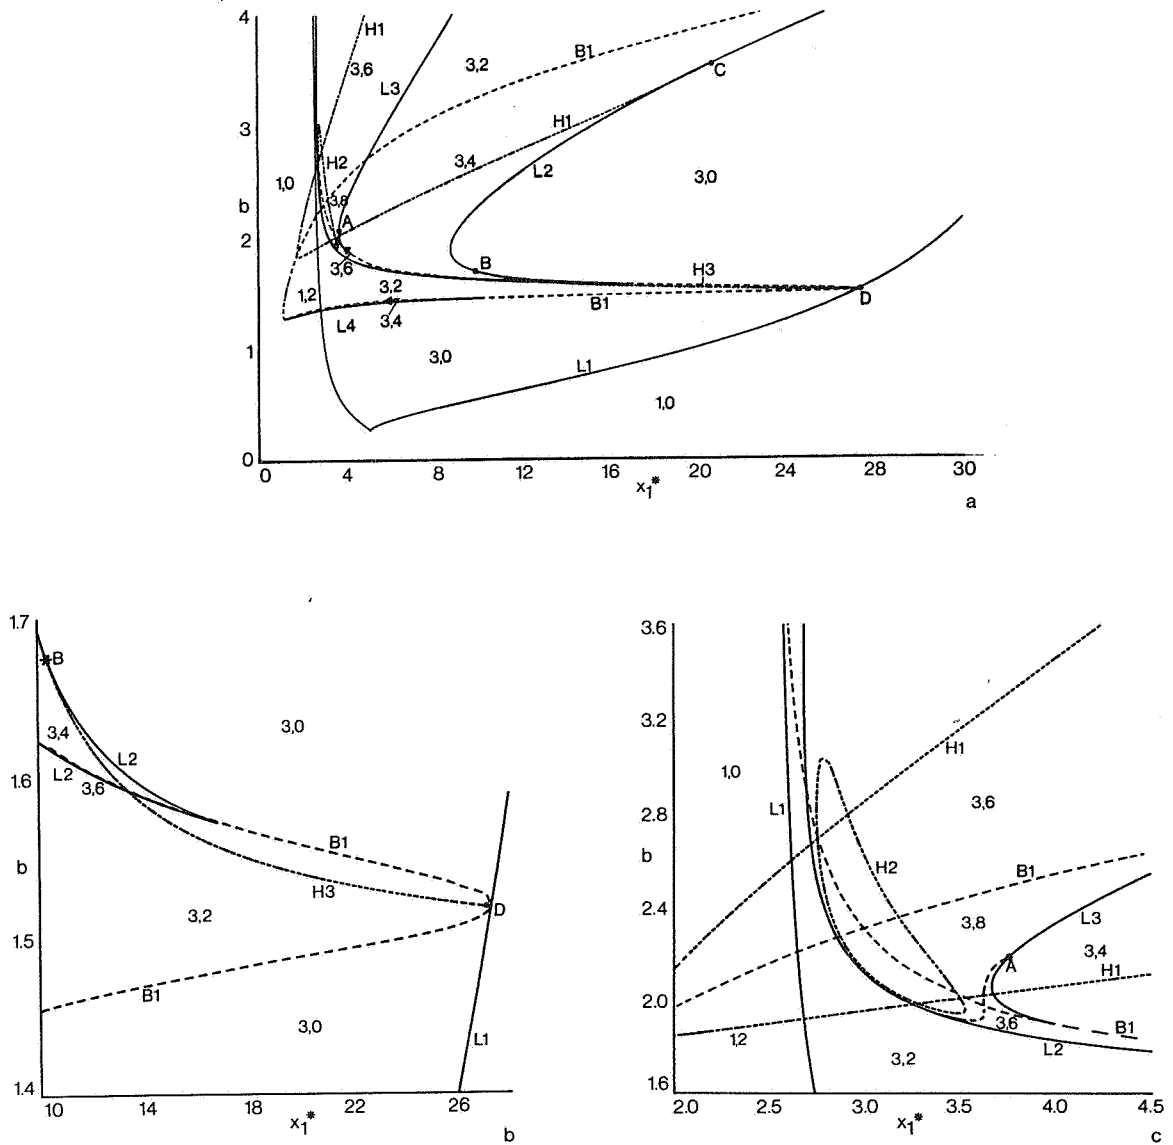 4
H1
3,6
3,2
B1
C
L3
3
H1
3,4
H2
L2
3,0
1,0
b
3,8
A
2
B
3,6
H3
3,2
1,2
B1
D
L4
3,4
1
3,0
L1
1,0
0
0 4 8 12 16 20 24 28 30
x₁*
a
1.7
B
3,0
3,4
L2
L2
1.6
3,6
B1
b
H3
D
3,2
1.5
B1
3,0
L1
1.4
10 14 18 22 26
x₁*
b
3.6
3.2
H1
1,0
L1
3,6
2.8
b
H2
B1
2.4
3,8
L3
3,4
A
H1
2.0
3,6
B1
1,2
L2
3,2
1.6
2.0 2.5 3.0 3.5 4.0 4.5
x₁*
c